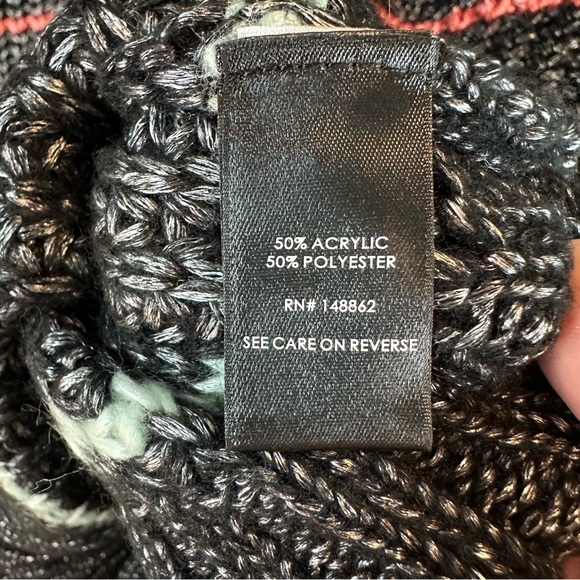 50% ACRYLIC
50% POLYESTER
RN# 148862
SEE CARE ON REVERSE